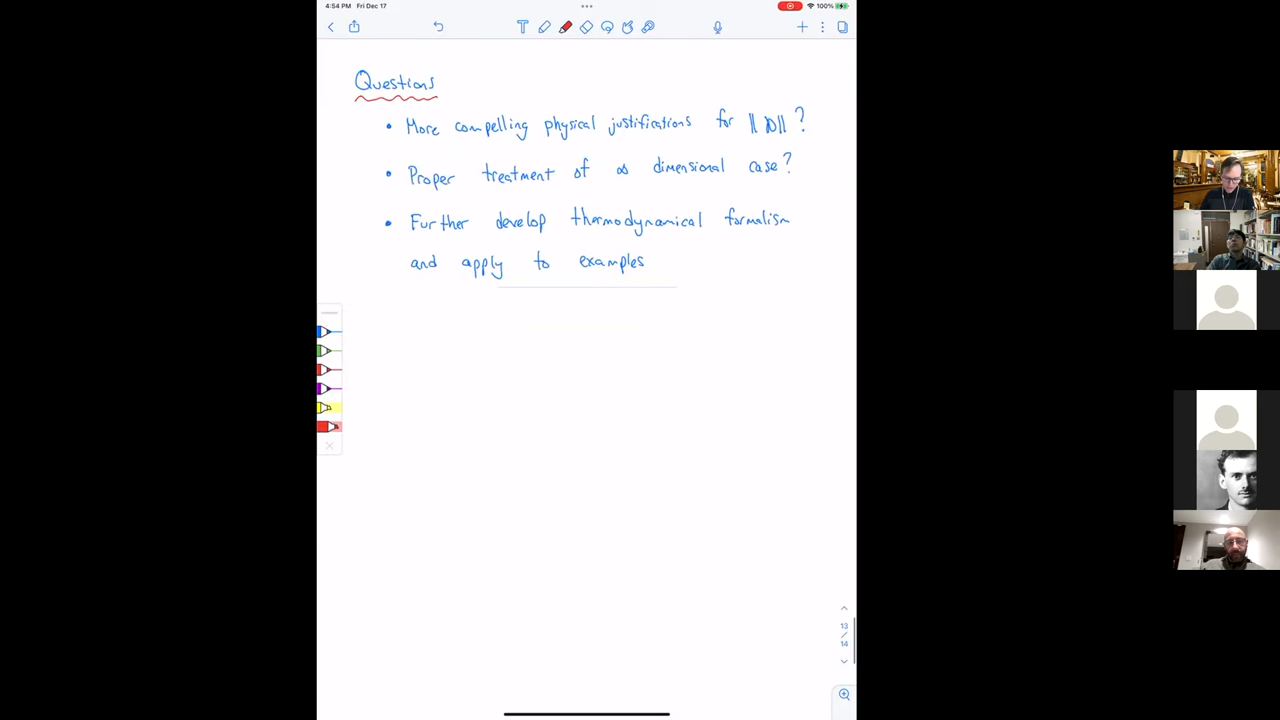 4:54 PM Fri Dec 17
100%
T
Questions
• More compelling physical justifications for ||D||?
• Proper treatment of ∞ dimensional case?
• Further develop thermodynamical formalism
and apply to examples
13
/
14